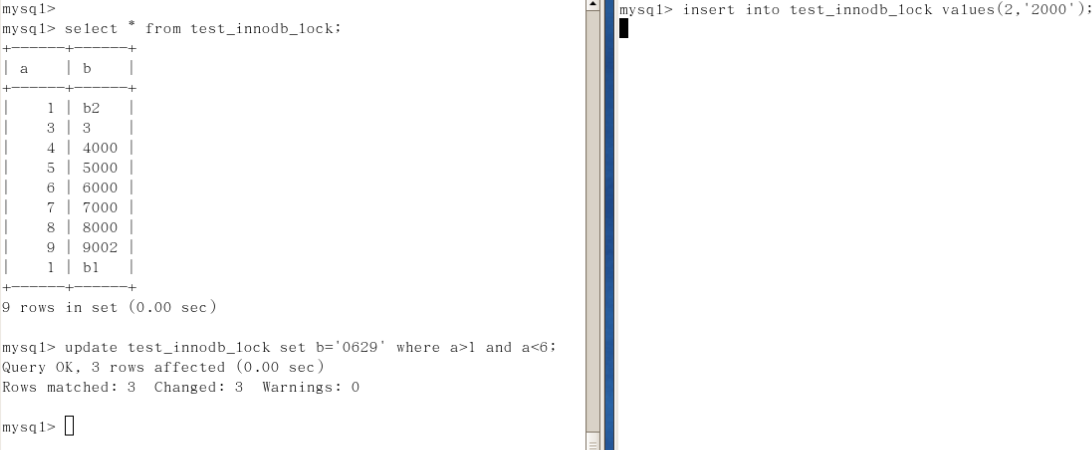 mysql>
mysql> select * from test_innodb_lock;
+------+------+
| a    | b    |
+------+------+
|    1 | b2   |
|    3 | 3    |
|    4 | 4000 |
|    5 | 5000 |
|    6 | 6000 |
|    7 | 7000 |
|    8 | 8000 |
|    9 | 9002 |
|    1 | b1   |
+------+------+
9 rows in set (0.00 sec)
mysql> update test_innodb_lock set b='0629' where a>1 and a<6;
Query OK, 3 rows affected (0.00 sec)
Rows matched: 3  Changed: 3  Warnings: 0
mysql>
mysql> insert into test_innodb_lock values(2,'2000');